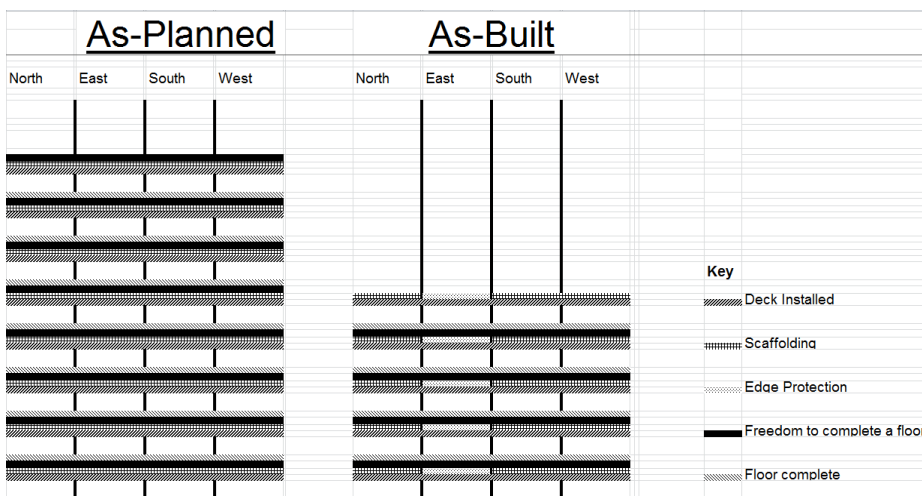 As-Planned
As-Built
North East South West
North East South West
Key
Deck Installed
Scaffolding
Edge Protection
Freedom to complete a floor
Floor complete